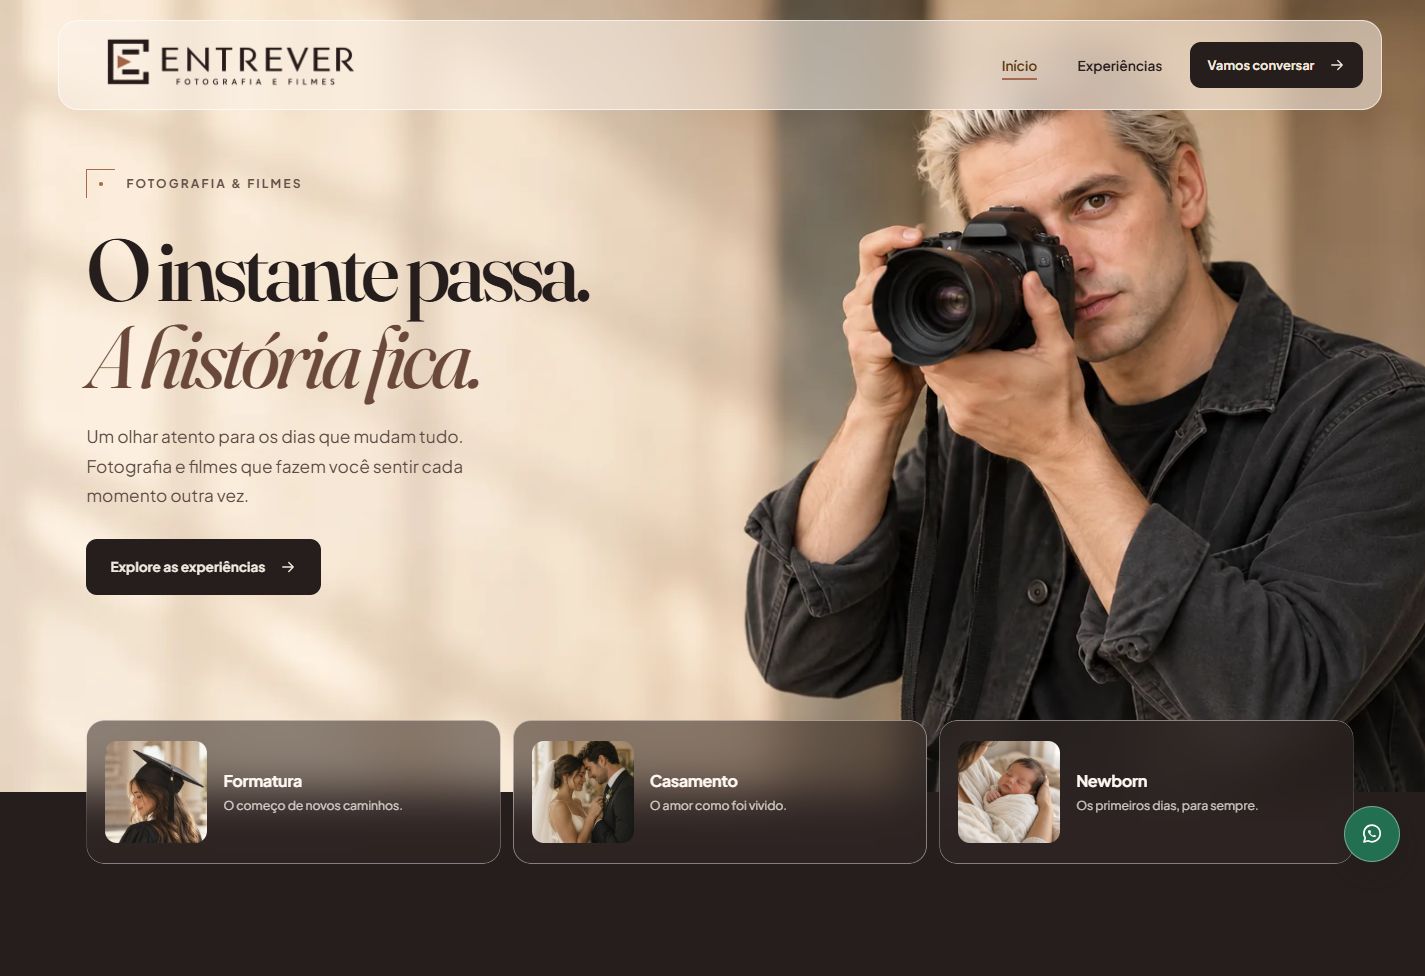 ENTREVER
FOTOGRAFIA E FILMES
Início
Experiências
Vamos conversar
FOTOGRAFIA & FILMES
O instante passa.
A história fica.
Um olhar atento para os dias que mudam tudo.
Fotografia e filmes que fazem você sentir cada
momento outra vez.
Explore as experiências
Formatura
O começo de novos caminhos.
Casamento
O amor como foi vivido.
Newborn
Os primeiros dias, para sempre.